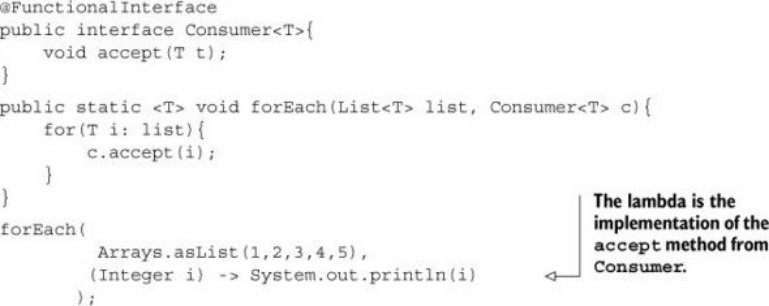 @FunctionalInterface
public interface Consumer<T>{
    void accept(T t);
}
public static <T> void forEach(List<T> list, Consumer<T> c){
    for(T i: list){
        c.accept(i);
    }
}
forEach(
         Arrays.asList(1,2,3,4,5),
        (Integer i) -> System.out.println(i)
       );
The lambda is the
implementation of the
accept method from
Consumer.